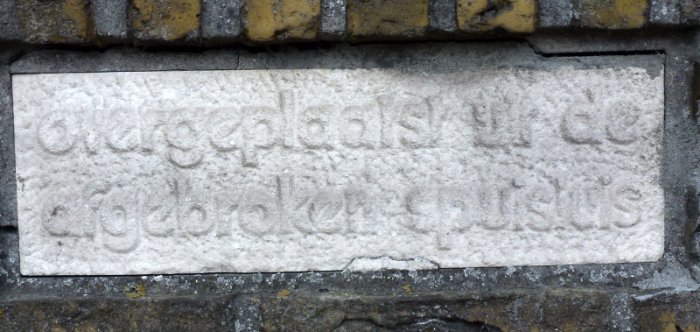 overgeplaatst uit de
afgebroken spuisluis